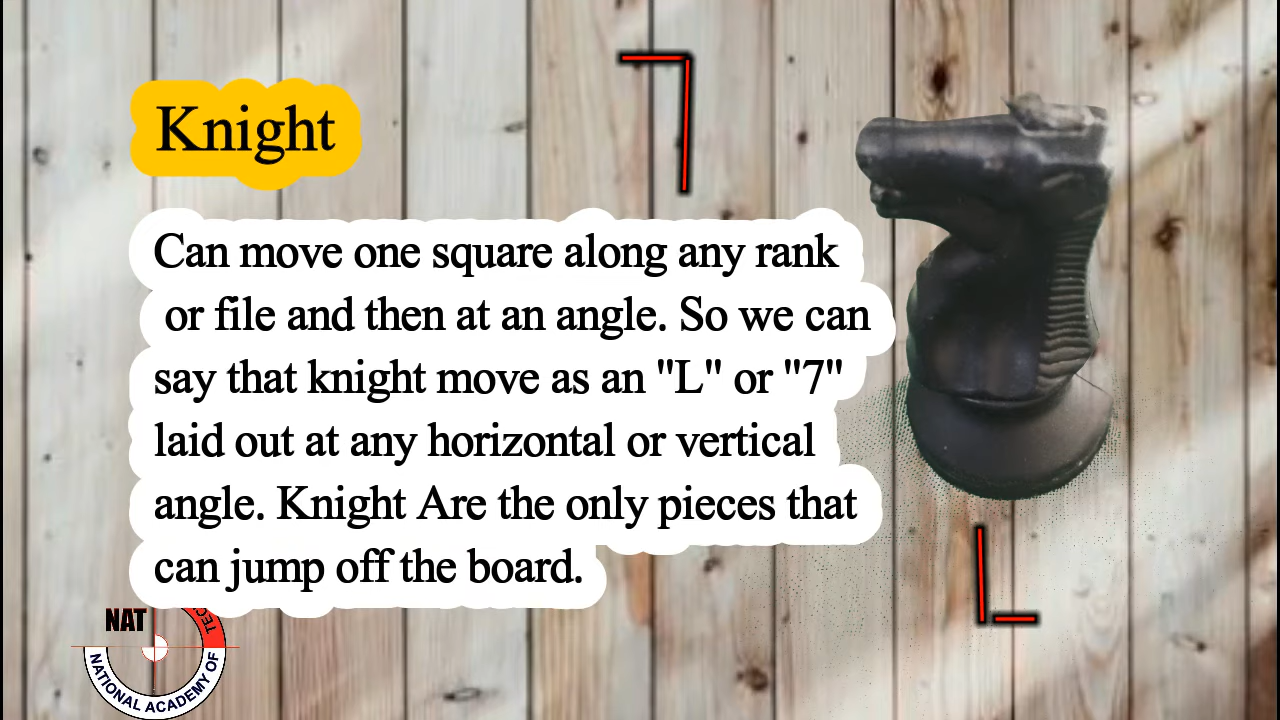 Knight
Can move one square along any rank
or file and then at an angle. So we can
say that knight move as an "L" or "7"
laid out at any horizontal or vertical
angle. Knight Are the only pieces that
can jump off the board.
NAT
NATIONAL ACADEMY OF